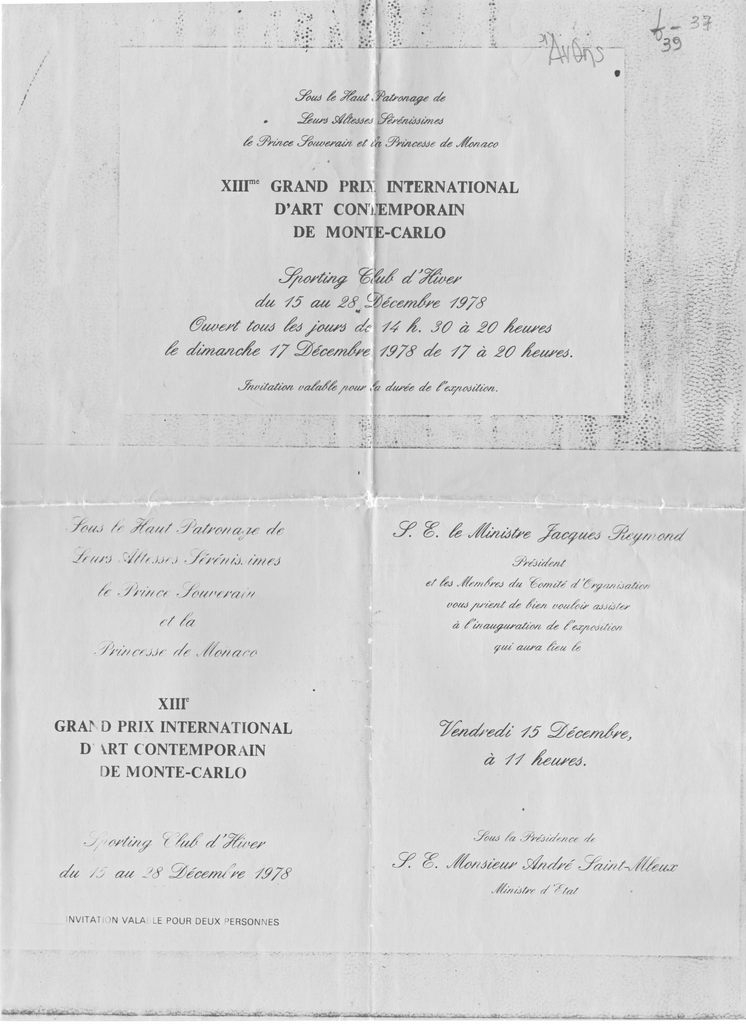 6 - 37
39
Sous le Haut Patronage de
Leurs Altesses Sérénissimes
le Prince Souverain et la Princesse de Monaco
XIIIme GRAND PRIX INTERNATIONAL
D'ART CONTEMPORAIN
DE MONTE-CARLO
Sporting Club d'Hiver
du 15 au 28 Décembre 1978
Ouvert tous les jours de 14 h. 30 à 20 heures
le dimanche 17 Décembre 1978 de 17 à 20 heures.
Invitation valable pour la durée de l'exposition.
Sous le Haut Patronage de
Leurs Altesses Sérénissimes
le Prince Souverain
et la
Princesse de Monaco
XIIIe
GRAND PRIX INTERNATIONAL
D'ART CONTEMPORAIN
DE MONTE-CARLO
Sporting Club d'Hiver
du 15 au 28 Décembre 1978
INVITATION VALABLE POUR DEUX PERSONNES
S. E. le Ministre Jacques Reymond
Président
et les Membres du Comité d'Organisation
vous prient de bien vouloir assister
à l'inauguration de l'exposition
qui aura lieu le
Vendredi 15 Décembre,
à 11 heures.
Sous la Présidence de
S. E. Monsieur André Saint-Mleux
Ministre d'Etat